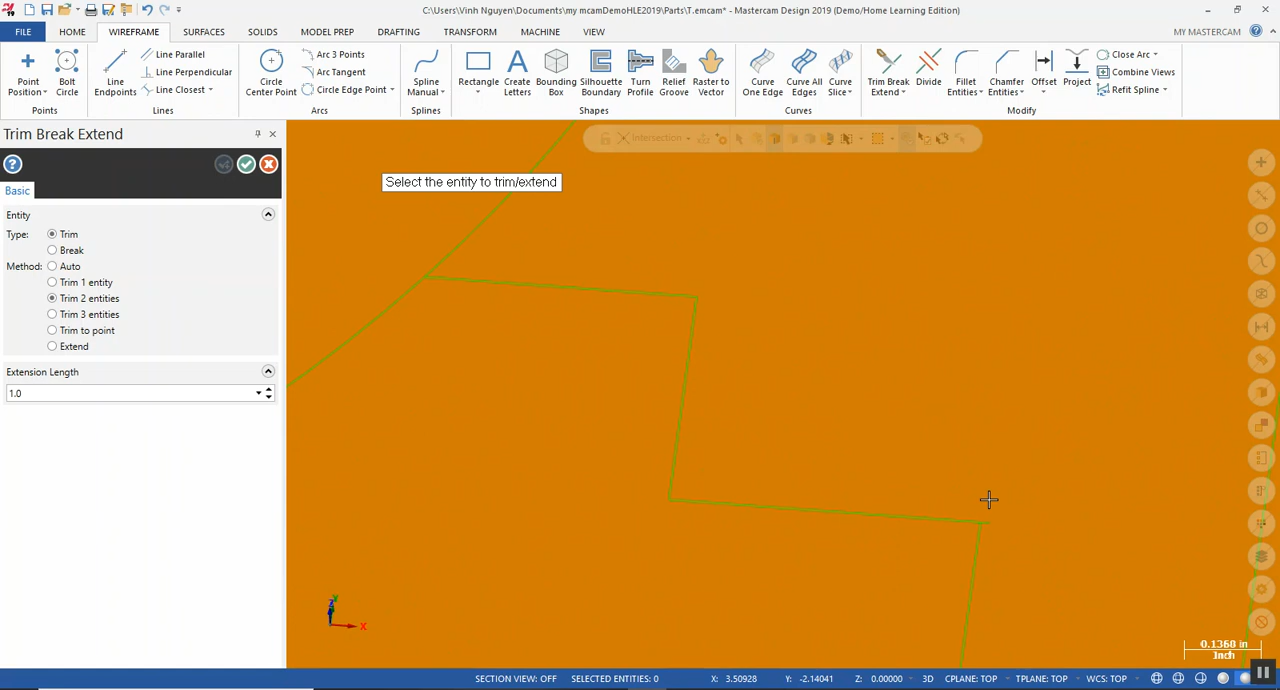 C:\Users\Vinh Nguyen\Documents\my mcamDemoHLE2019\Parts\T.emcam* - Mastercam Design 2019 (Demo/Home Learning Edition)
FILE HOME WIREFRAME SURFACES SOLIDS MODEL PREP DRAFTING TRANSFORM MACHINE VIEW MY MASTERCAM
Point Position
Bolt Circle
Points
Line Endpoints
Line Parallel
Line Perpendicular
Line Closest
Lines
Circle Center Point
Arc 3 Points
Arc Tangent
Circle Edge Point
Arcs
Spline Manual
Splines
Rectangle
Create Letters
Bounding Box
Silhouette Boundary
Turn Profile
Relief Groove
Raster to Vector
Shapes
Curve One Edge
Curve All Edges
Curve Slice
Curves
Trim Break Extend
Divide
Fillet Entities
Chamfer Entities
Offset
Project
Close Arc
Combine Views
Refit Spline
Modify
Trim Break Extend
Basic
Entity
Type: Trim
Break
Method: Auto
Trim 1 entity
Trim 2 entities
Trim 3 entities
Trim to point
Extend
Extension Length
1.0
Intersection
Select the entity to trim/extend
Y
Z
X
0.1360 in
Inch
SECTION VIEW: OFF SELECTED ENTITIES: 0 X: 3.50928 Y: -2.14041 Z: 0.00000 3D CPLANE: TOP TPLANE: TOP WCS: TOP